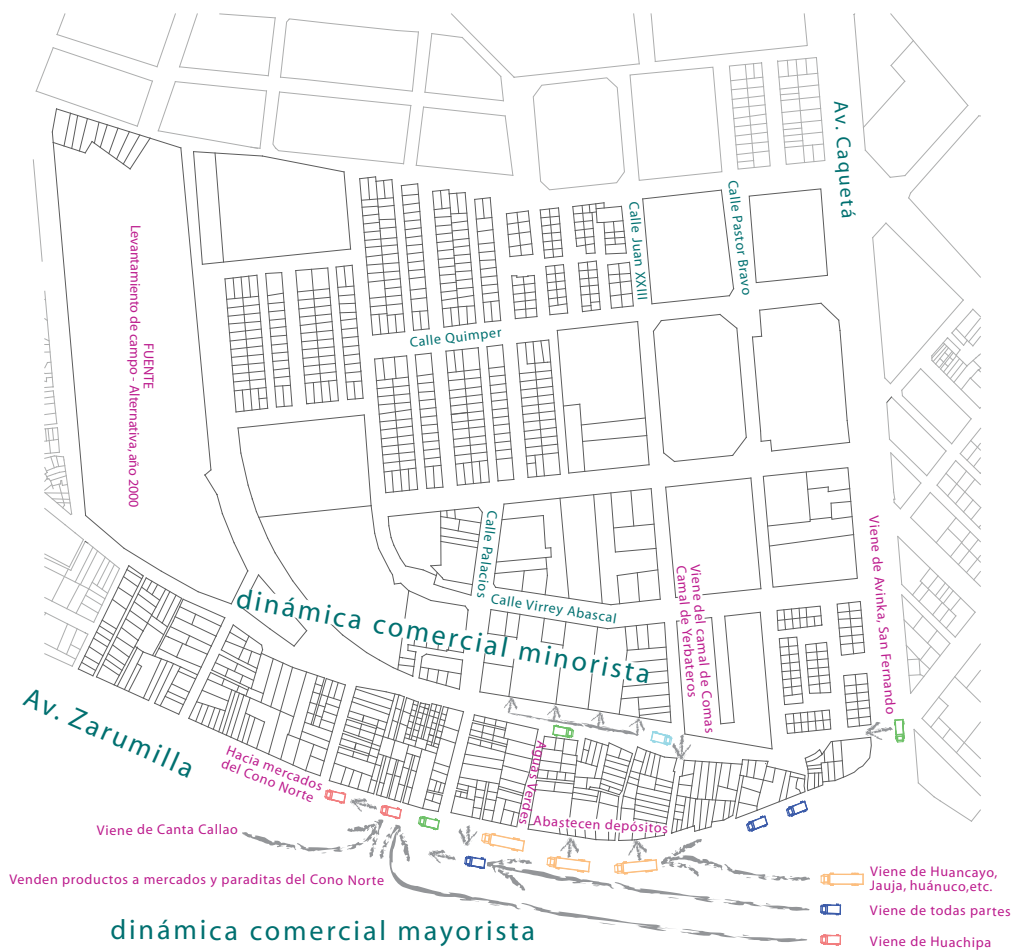 Av. Caquetá
Calle Pastor Bravo
Calle Juan XXIII
FUENTE
Levantamiento de campo - Alternativa, año 2000
Calle Quimper
Calle Palacios
Viene de Avinka, San Fernando
Viene del camal de Comas
Camal de Yerbateros
Calle Virrey Abascal
dinámica comercial minorista
Av. Zarumilla
Hacia mercados
del Cono Norte
Aguas Verdes
Abastecen depósitos
Viene de Canta Callao
Venden productos a mercados y paraditas del Cono Norte
Viene de Huancayo,
Jauja, huánuco,etc.
Viene de todas partes
Viene de Huachipa
dinámica comercial mayorista